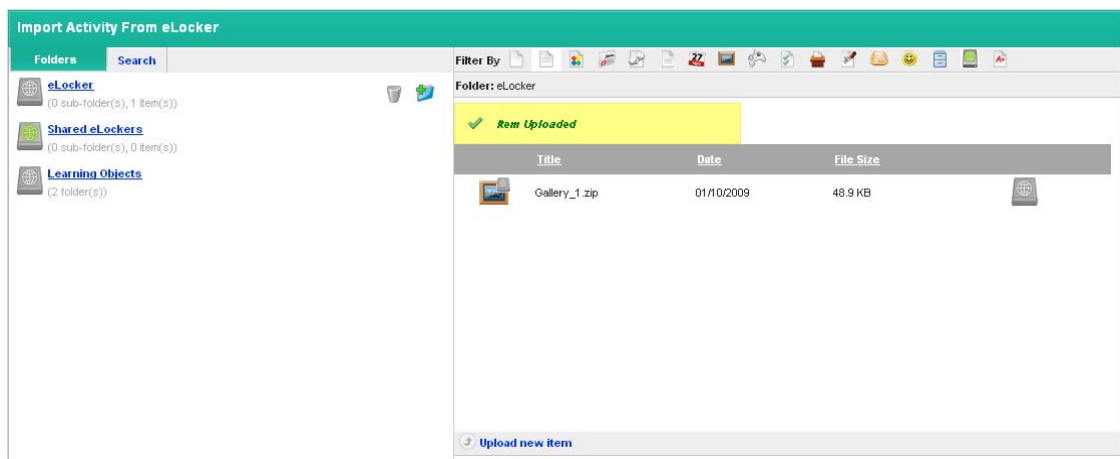 Import Activity From eLocker
Folders Search
eLocker
(0 sub-folder(s), 1 item(s))
Shared eLockers
(0 sub-folder(s), 0 item(s))
Learning Objects
(2 folder(s))
Filter By
Folder: eLocker
Item Uploaded
Title Date File Size
Gallery_1.zip 01/10/2009 48.9 KB
Upload new item